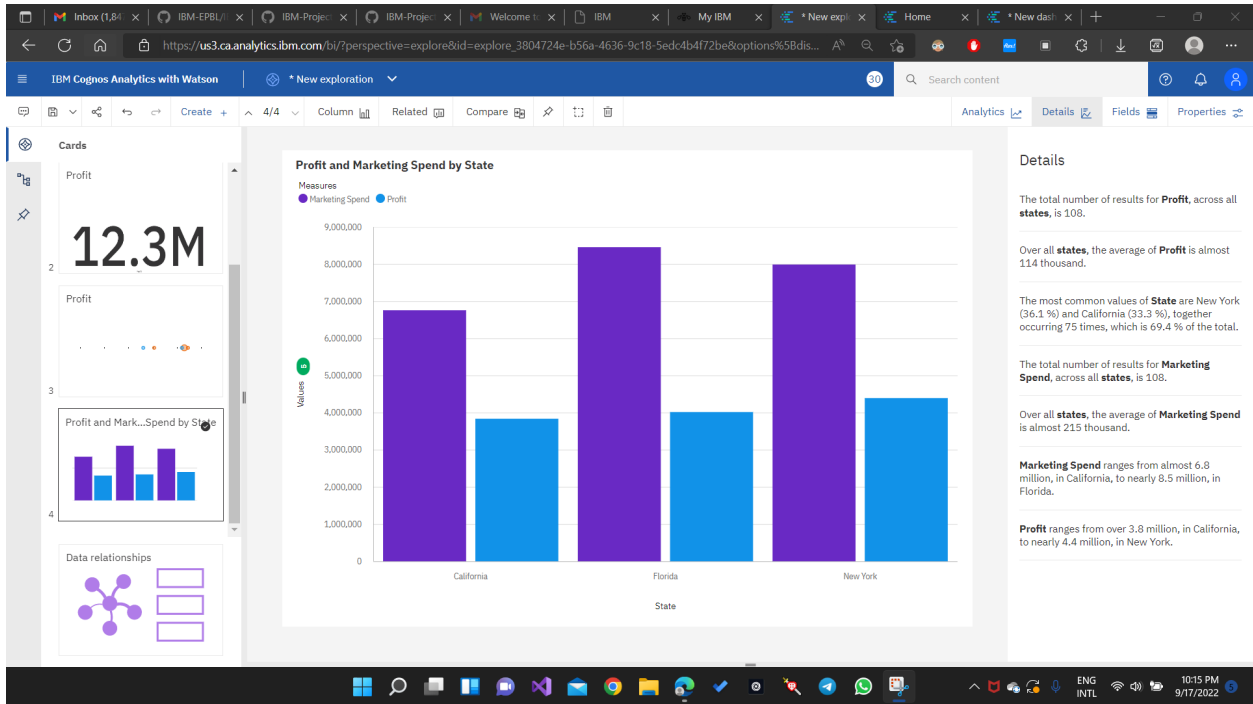 Inbox (1,84
IBM-EPBL/I
IBM-Projec
IBM-Projec
Welcome to
IBM
My IBM
* New expl
Home
* New dash
https://us3.ca.analytics.ibm.com/bi/?perspective=explore&id=explore_3804724e-b56a-4636-9c18-5edc4b4f72be&options%5Bdis...
IBM Cognos Analytics with Watson
* New exploration
30
Search content
Create +
4/4
Column
Related
Compare
Analytics
Details
Fields
Properties
Cards
Profit
12.3M
2
Profit
3
Profit and Mark...Spend by State
4
Data relationships
Profit and Marketing Spend by State
Measures
Marketing Spend
Profit
9,000,000
8,000,000
7,000,000
6,000,000
5,000,000
4,000,000
3,000,000
2,000,000
1,000,000
0
Values
5
California
Florida
New York
State
Details
The total number of results for Profit, across all
states, is 108.
Over all states, the average of Profit is almost
114 thousand.
The most common values of State are New York
(36.1 %) and California (33.3 %), together
occurring 75 times, which is 69.4 % of the total.
The total number of results for Marketing
Spend, across all states, is 108.
Over all states, the average of Marketing Spend
is almost 215 thousand.
Marketing Spend ranges from almost 6.8
million, in California, to nearly 8.5 million, in
Florida.
Profit ranges from over 3.8 million, in California,
to nearly 4.4 million, in New York.
ENG
INTL
10:15 PM
9/17/2022
5